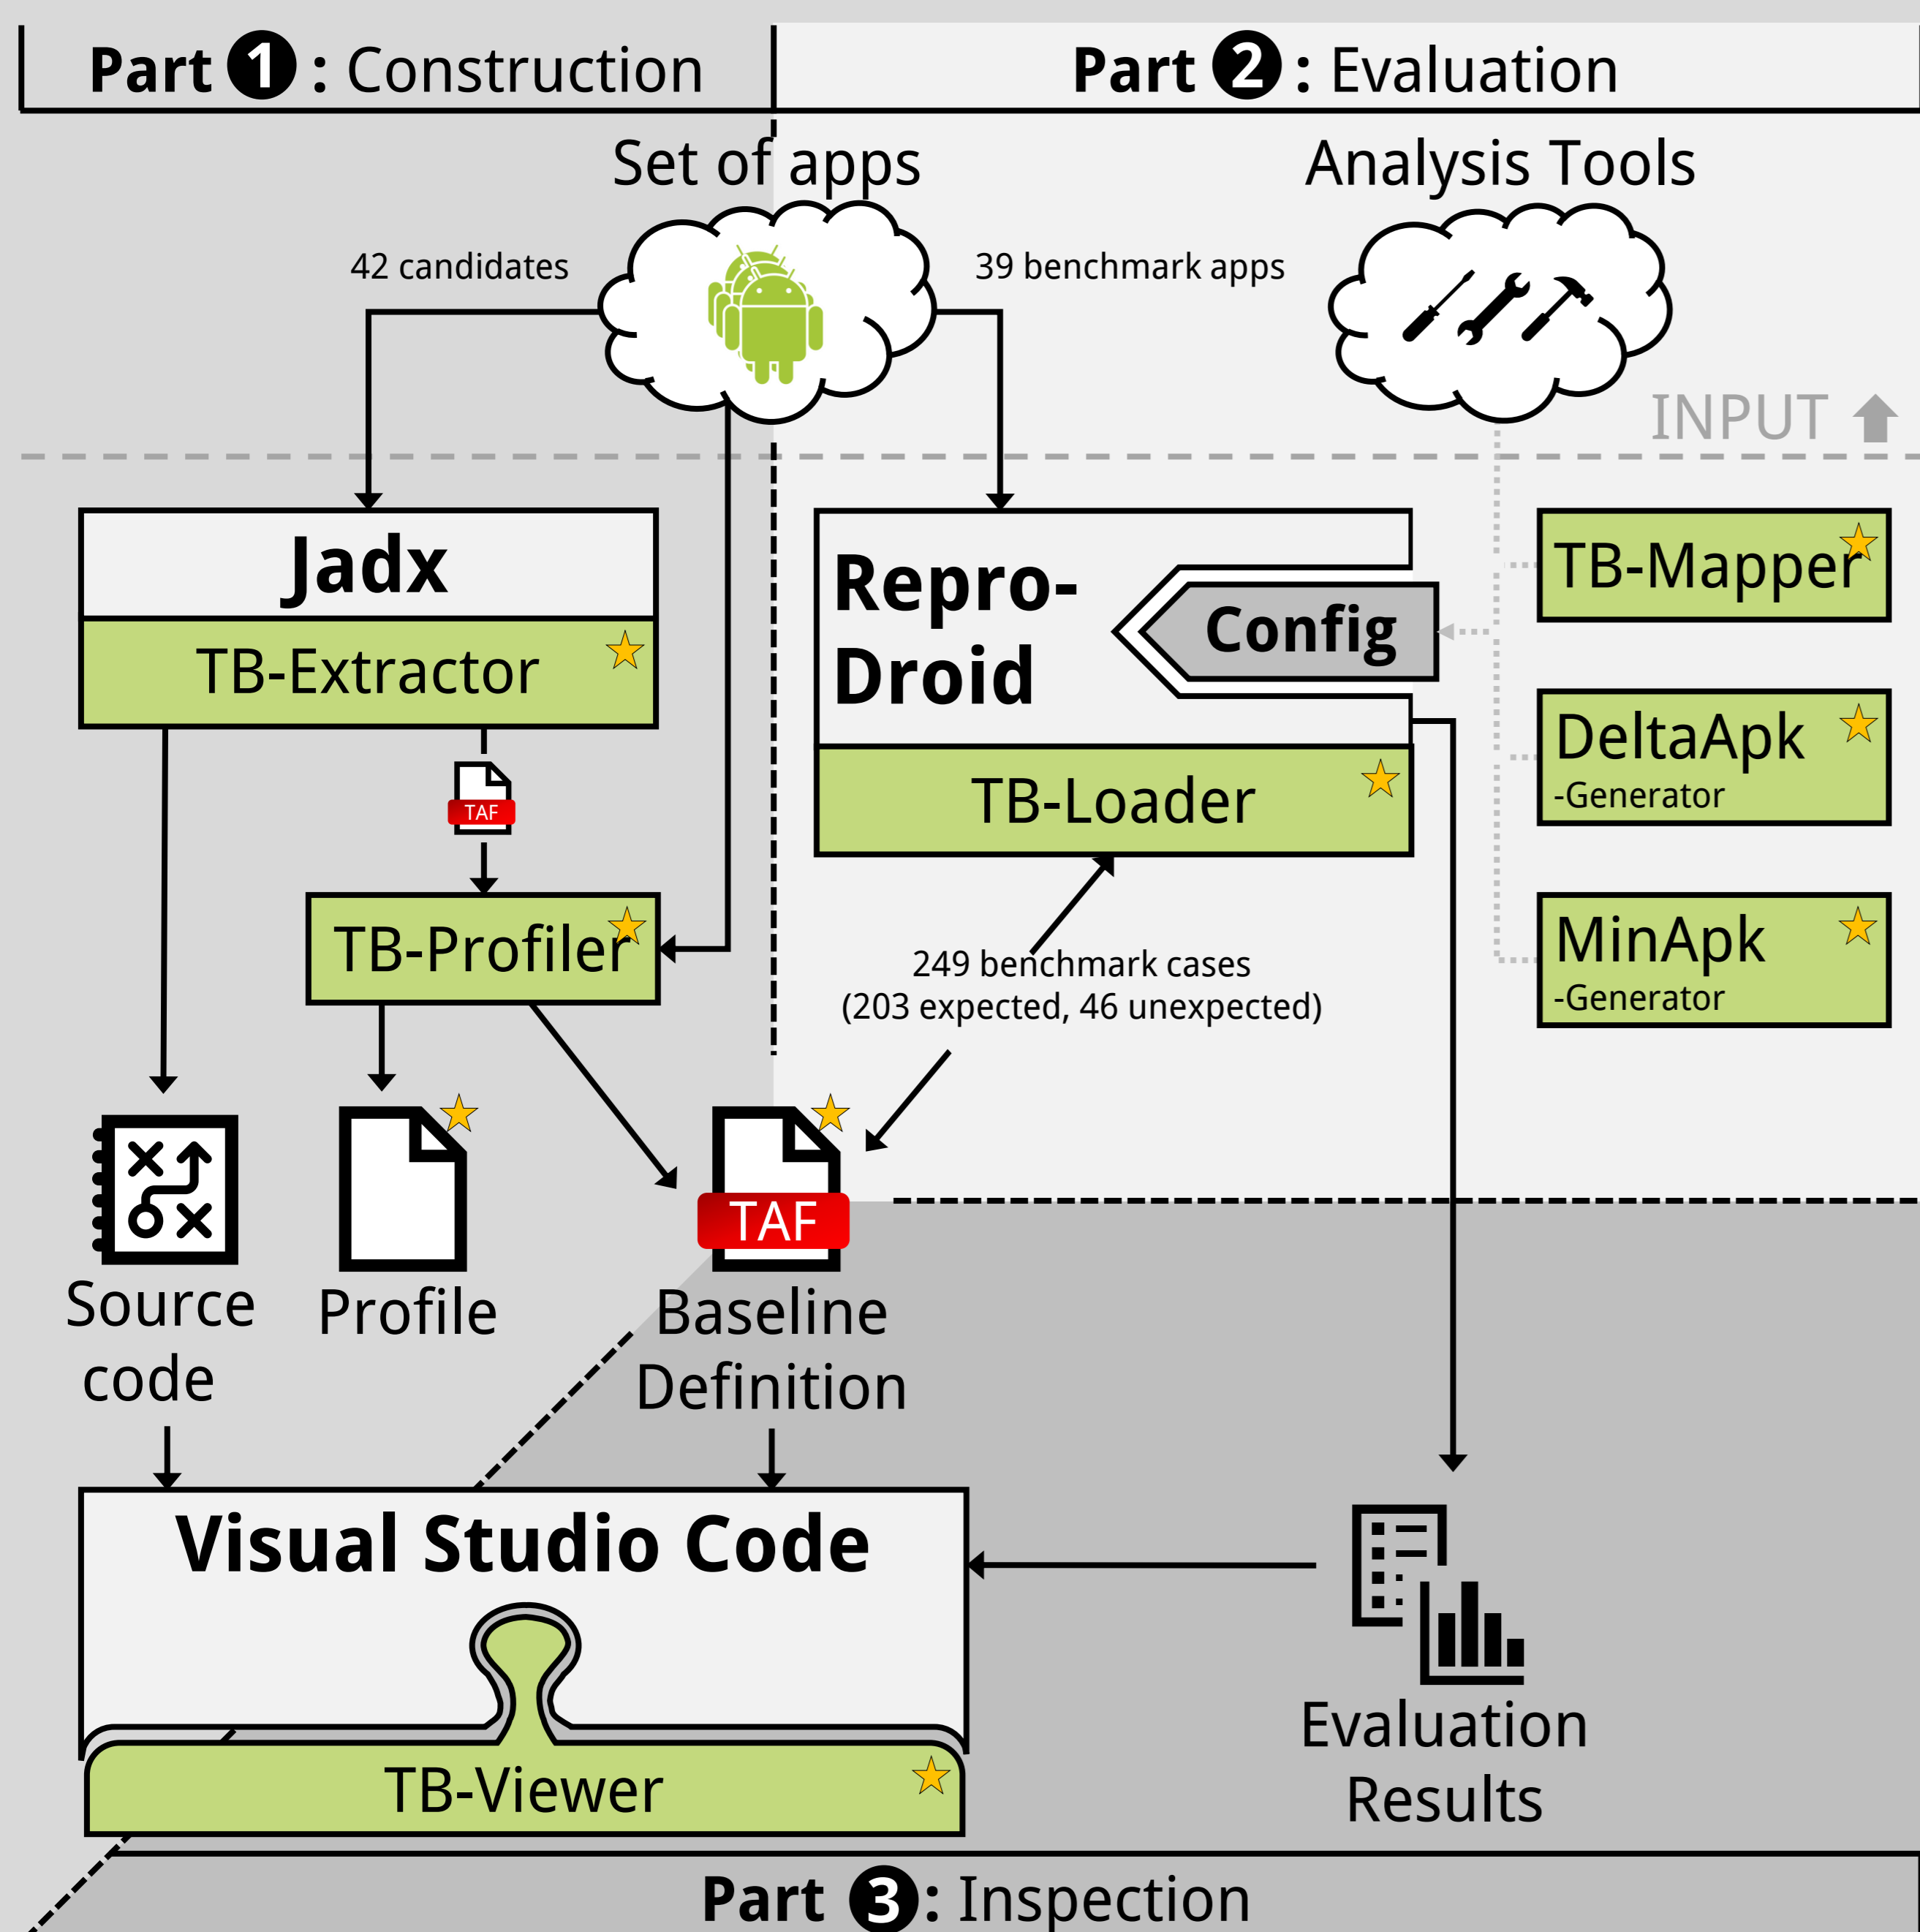 Part 1 : Construction
Part 2 : Evaluation
Set of apps
Analysis Tools
42 candidates
39 benchmark apps
INPUT
Jadx
TB-Extractor
TAF
TB-Profiler
Repro-
Droid
Config
TB-Loader
TB-Mapper
DeltaApk
-Generator
MinApk
-Generator
249 benchmark cases
(203 expected, 46 unexpected)
Source
code
Profile
TAF
Baseline
Definition
Visual Studio Code
TB-Viewer
Evaluation
Results
Part 3 : Inspection